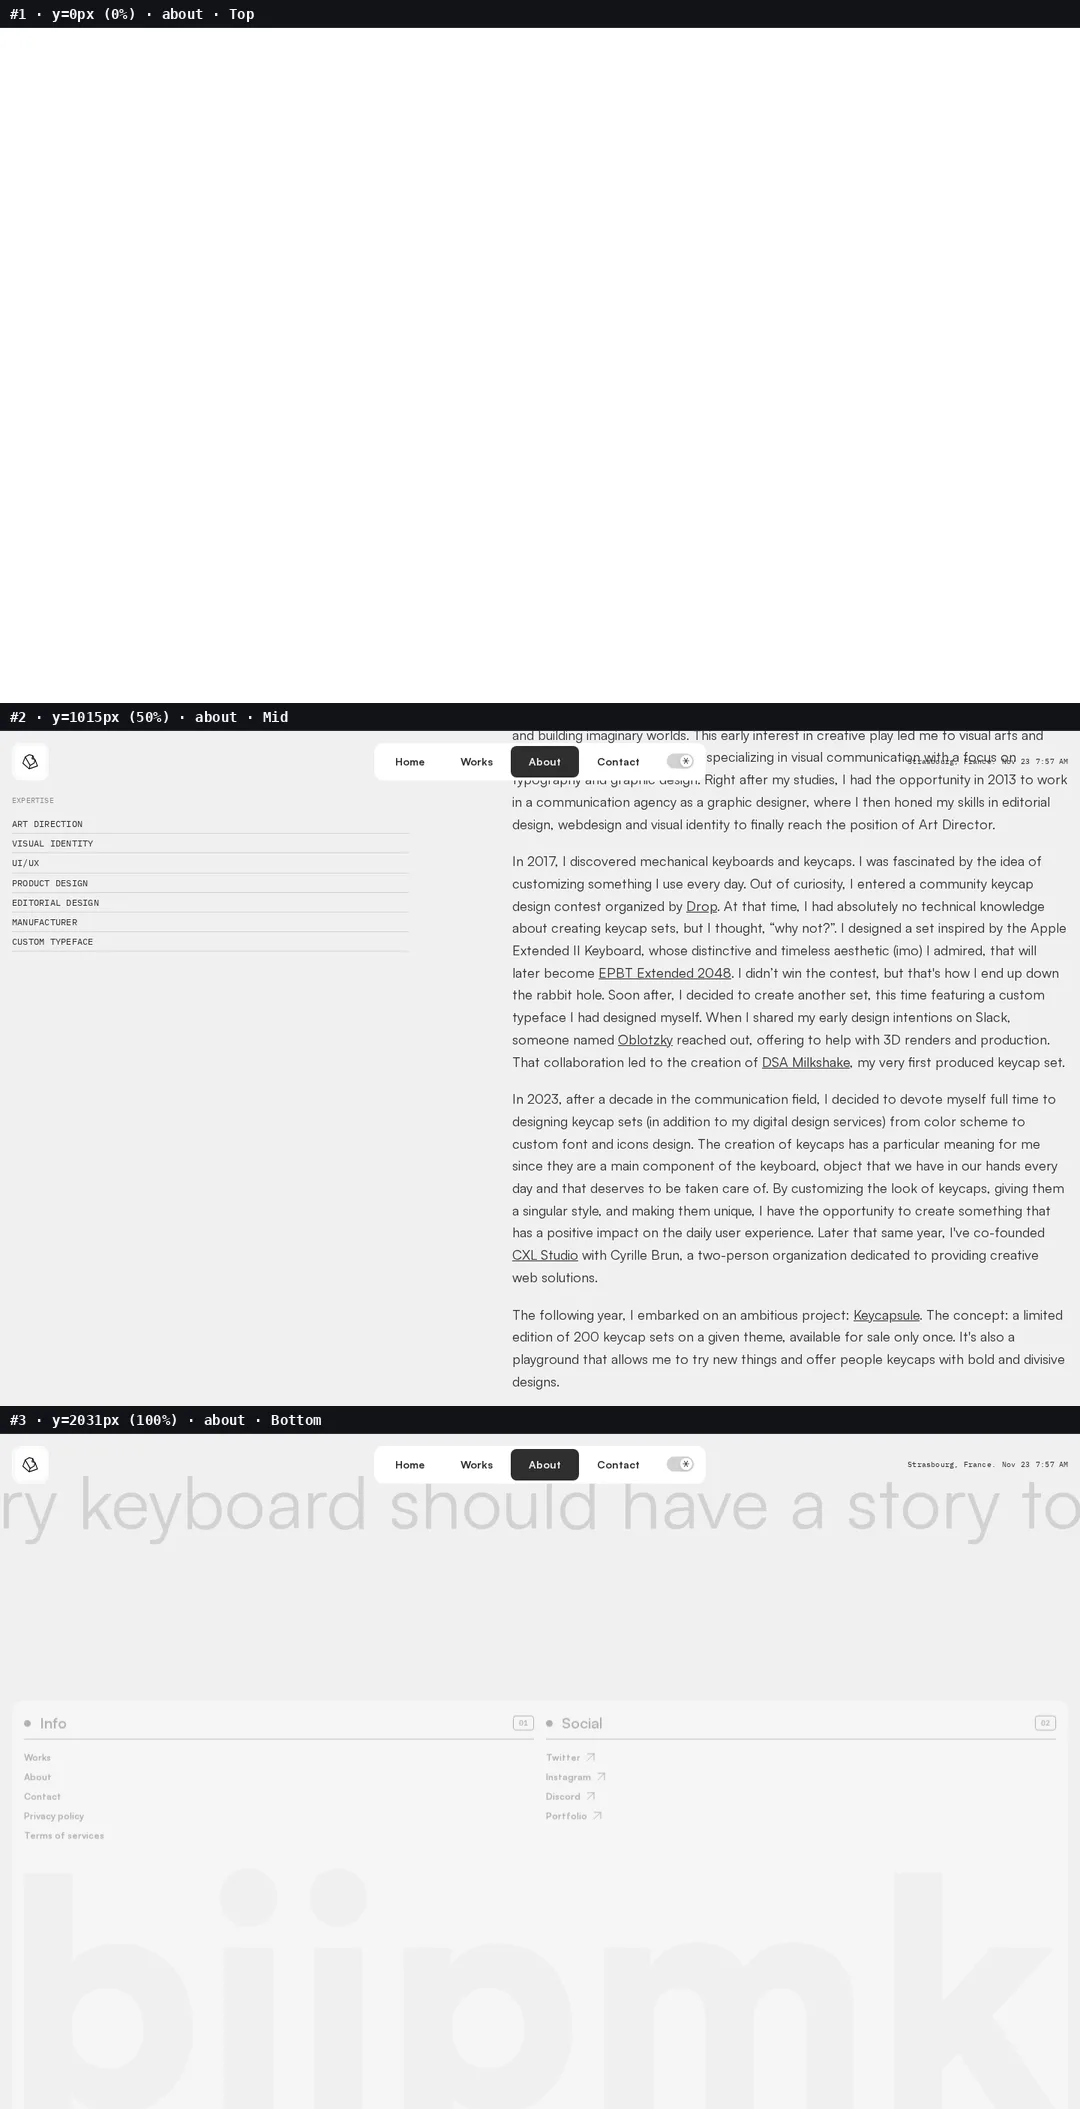 #1 · y=0px (0%) · about · Top
#2 · y=1015px (50%) · about · Mid
and building imaginary worlds. This early interest in creative play led me to visual arts and
Home Works About Contact
specializing in visual communication with a focus on
Strasbourg, France. Nov 23 7:57 AM
typography and graphic design. Right after my studies, I had the opportunity in 2013 to work
in a communication agency as a graphic designer, where I then honed my skills in editorial
design, webdesign and visual identity to finally reach the position of Art Director.
EXPERTISE
ART DIRECTION
VISUAL IDENTITY
UI/UX
PRODUCT DESIGN
EDITORIAL DESIGN
MANUFACTURER
CUSTOM TYPEFACE
In 2017, I discovered mechanical keyboards and keycaps. I was fascinated by the idea of
customizing something I use every day. Out of curiosity, I entered a community keycap
design contest organized by Drop. At that time, I had absolutely no technical knowledge
about creating keycap sets, but I thought, “why not?”. I designed a set inspired by the Apple
Extended II Keyboard, whose distinctive and timeless aesthetic (imo) I admired, that will
later become EPBT Extended 2048. I didn’t win the contest, but that's how I end up down
the rabbit hole. Soon after, I decided to create another set, this time featuring a custom
typeface I had designed myself. When I shared my early design intentions on Slack,
someone named Oblotzky reached out, offering to help with 3D renders and production.
That collaboration led to the creation of DSA Milkshake, my very first produced keycap set.
In 2023, after a decade in the communication field, I decided to devote myself full time to
designing keycap sets (in addition to my digital design services) from color scheme to
custom font and icons design. The creation of keycaps has a particular meaning for me
since they are a main component of the keyboard, object that we have in our hands every
day and that deserves to be taken care of. By customizing the look of keycaps, giving them
a singular style, and making them unique, I have the opportunity to create something that
has a positive impact on the daily user experience. Later that same year, I've co-founded
CXL Studio with Cyrille Brun, a two-person organization dedicated to providing creative
web solutions.
The following year, I embarked on an ambitious project: Keycapsule. The concept: a limited
edition of 200 keycap sets on a given theme, available for sale only once. It's also a
playground that allows me to try new things and offer people keycaps with bold and divisive
designs.
#3 · y=2031px (100%) · about · Bottom
Home Works About Contact
Strasbourg, France. Nov 23 7:57 AM
ry keyboard should have a story to
Info 01
Works
About
Contact
Privacy policy
Terms of services
Social 02
Twitter
Instagram
Discord
Portfolio
biipmk